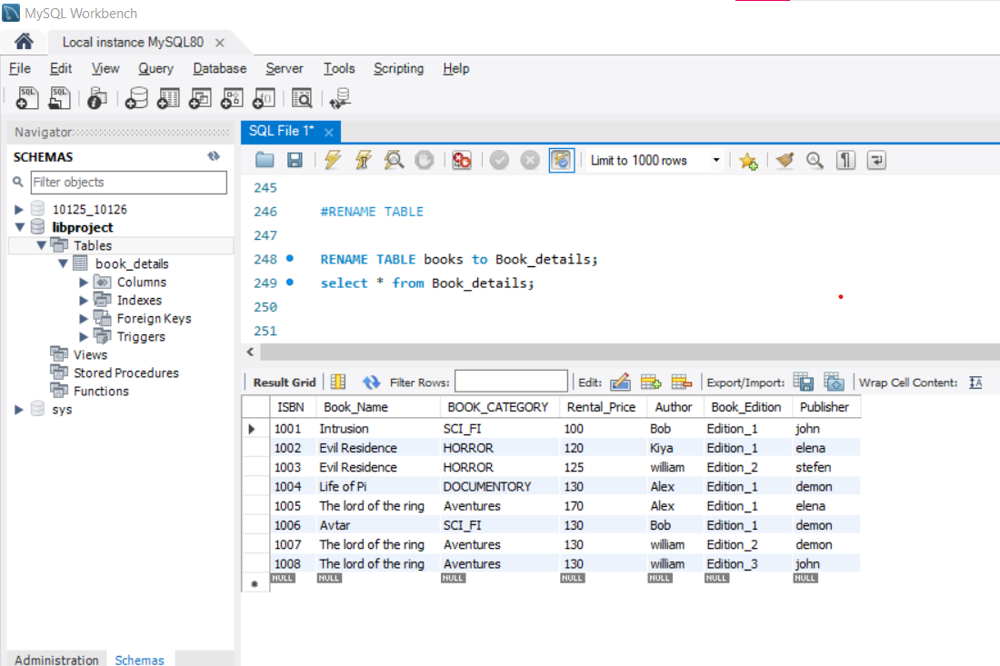 MySQL Workbench
Local instance MySQL80
File Edit View Query Database Server Tools Scripting Help
Navigator
SQL File 1*
SCHEMAS
Limit to 1000 rows
Filter objects
10125_10126
libproject
Tables
book_details
Columns
Indexes
Foreign Keys
Triggers
Views
Stored Procedures
Functions
sys
Administration Schemas
245
246 #RENAME TABLE
247
248 RENAME TABLE books to Book_details;
249 select * from Book_details;
250
251
Result Grid Filter Rows: Edit: Export/Import: Wrap Cell Content:
ISBN Book_Name BOOK_CATEGORY Rental_Price Author Book_Edition Publisher
1001 Intrusion SCI_FI 100 Bob Edition_1 john
1002 Evil Residence HORROR 120 Kiya Edition_1 elena
1003 Evil Residence HORROR 125 william Edition_2 stefen
1004 Life of Pi DOCUMENTORY 130 Alex Edition_1 demon
1005 The lord of the ring Aventures 170 Alex Edition_1 elena
1006 Avtar SCI_FI 130 Bob Edition_1 demon
1007 The lord of the ring Aventures 130 william Edition_2 demon
1008 The lord of the ring Aventures 130 william Edition_3 john
NULL NULL NULL NULL NULL NULL NULL